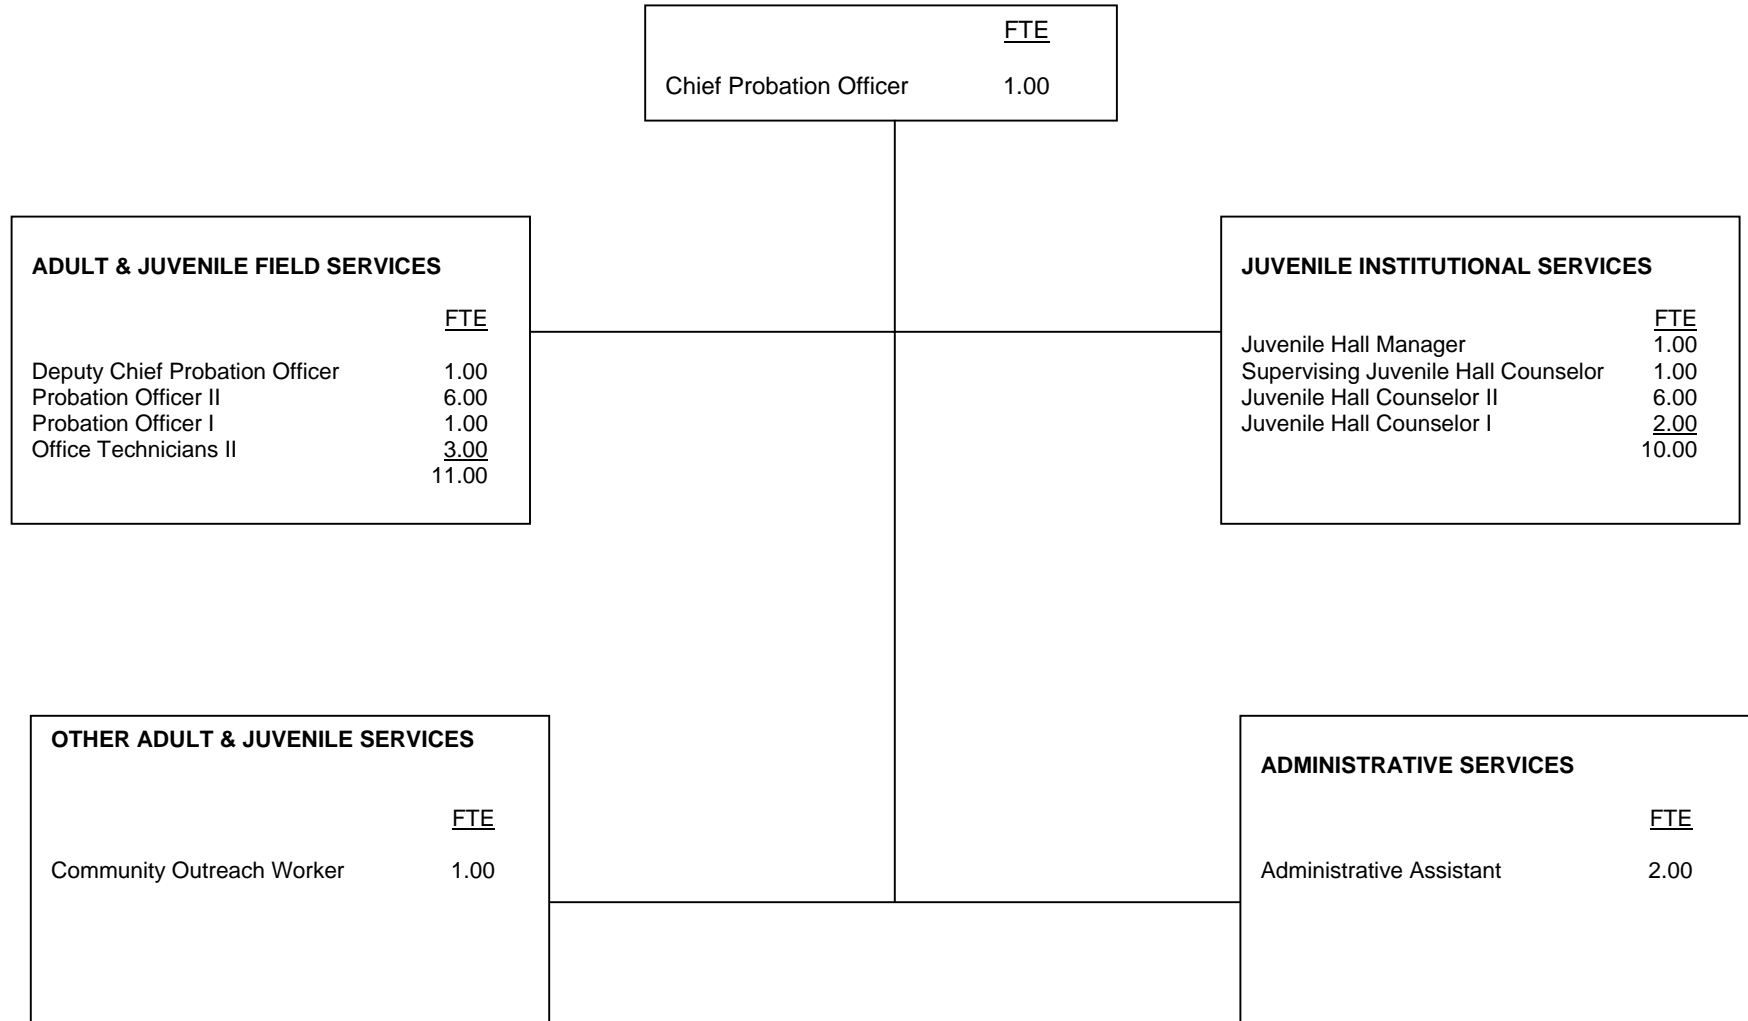 FTE
Chief Probation Officer 1.00
ADULT & JUVENILE FIELD SERVICES
FTE
Deputy Chief Probation Officer 1.00
Probation Officer II 6.00
Probation Officer I 1.00
Office Technicians II 3.00
11.00
JUVENILE INSTITUTIONAL SERVICES
FTE
Juvenile Hall Manager 1.00
Supervising Juvenile Hall Counselor 1.00
Juvenile Hall Counselor II 6.00
Juvenile Hall Counselor I 2.00
10.00
OTHER ADULT & JUVENILE SERVICES
FTE
Community Outreach Worker 1.00
ADMINISTRATIVE SERVICES
FTE
Administrative Assistant 2.00